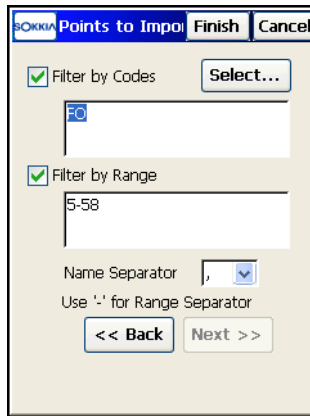 SOKKIA Points to Impoı Finish Cancel
Filter by Codes Select...
FO
Filter by Range
5-58
Name Separator ,
Use '-' for Range Separator
<< Back Next >>